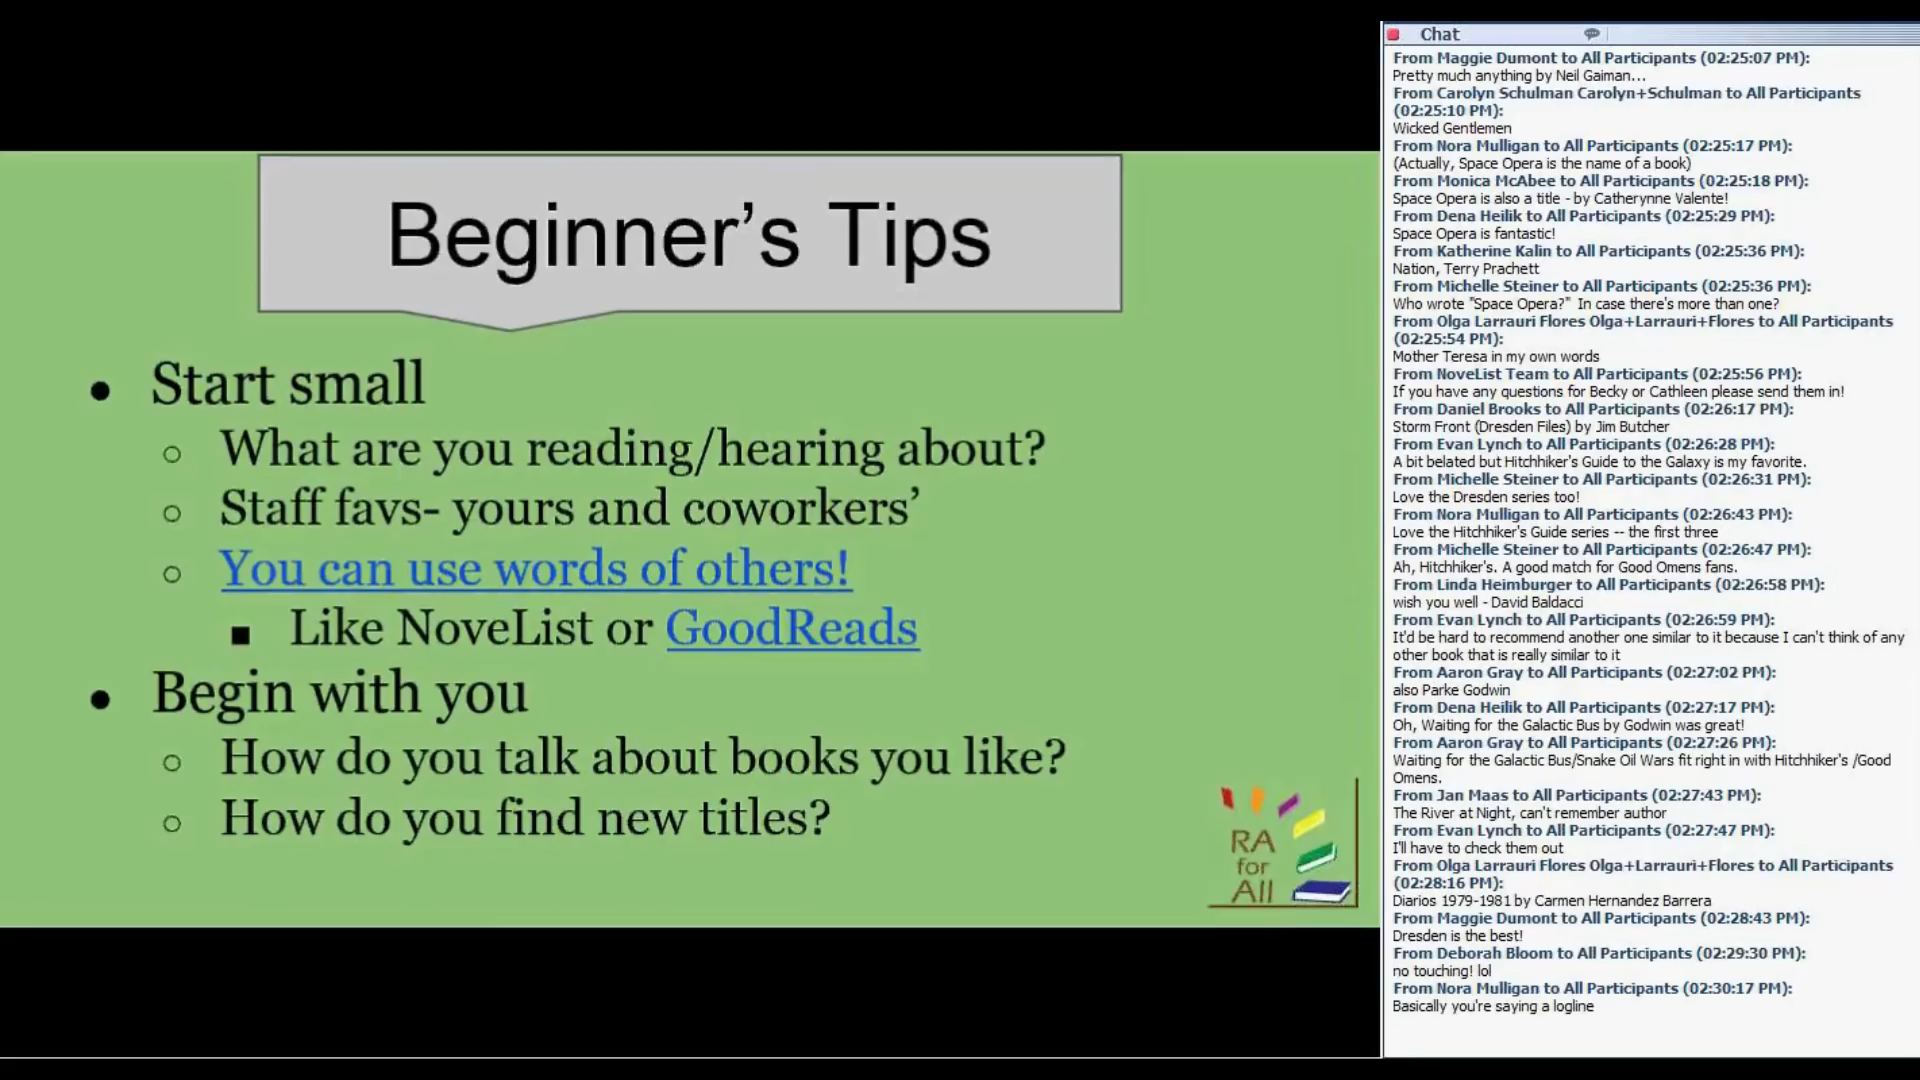 Beginner's Tips
● Start small
○ What are you reading/hearing about?
○ Staff favs- yours and coworkers'
○ You can use words of others!
■ Like NoveList or GoodReads
● Begin with you
○ How do you talk about books you like?
○ How do you find new titles?
RA
for
All
Chat
From Maggie Dumont to All Participants (02:25:07 PM):
Pretty much anything by Neil Gaiman...
From Carolyn Schulman Carolyn+Schulman to All Participants
(02:25:10 PM):
Wicked Gentlemen
From Nora Mulligan to All Participants (02:25:17 PM):
(Actually, Space Opera is the name of a book)
From Monica McAbee to All Participants (02:25:18 PM):
Space Opera is also a title - by Catherynne Valente!
From Dena Heilik to All Participants (02:25:29 PM):
Space Opera is fantastic!
From Katherine Kalin to All Participants (02:25:36 PM):
Nation, Terry Prachett
From Michelle Steiner to All Participants (02:25:36 PM):
Who wrote "Space Opera?" In case there's more than one?
From Olga Larrauri Flores Olga+Larrauri+Flores to All Participants
(02:25:54 PM):
Mother Teresa in my own words
From NoveList Team to All Participants (02:25:56 PM):
If you have any questions for Becky or Cathleen please send them in!
From Daniel Brooks to All Participants (02:26:17 PM):
Storm Front (Dresden Files) by Jim Butcher
From Evan Lynch to All Participants (02:26:28 PM):
A bit belated but Hitchhiker's Guide to the Galaxy is my favorite.
From Michelle Steiner to All Participants (02:26:31 PM):
Love the Dresden series too!
From Nora Mulligan to All Participants (02:26:43 PM):
Love the Hitchhiker's Guide series -- the first three
From Michelle Steiner to All Participants (02:26:47 PM):
Ah, Hitchhiker's. A good match for Good Omens fans.
From Linda Heimburger to All Participants (02:26:58 PM):
wish you well - David Baldacci
From Evan Lynch to All Participants (02:26:59 PM):
It'd be hard to recommend another one similar to it because I can't think of any
other book that is really similar to it
From Aaron Gray to All Participants (02:27:02 PM):
also Parke Godwin
From Dena Heilik to All Participants (02:27:17 PM):
Oh, Waiting for the Galactic Bus by Godwin was great!
From Aaron Gray to All Participants (02:27:26 PM):
Waiting for the Galactic Bus/Snake Oil Wars fit right in with Hitchhiker's /Good
Omens.
From Jan Maas to All Participants (02:27:43 PM):
The River at Night, can't remember author
From Evan Lynch to All Participants (02:27:47 PM):
I'll have to check them out
From Olga Larrauri Flores Olga+Larrauri+Flores to All Participants
(02:28:16 PM):
Diarios 1979-1981 by Carmen Hernandez Barrera
From Maggie Dumont to All Participants (02:28:43 PM):
Dresden is the best!
From Deborah Bloom to All Participants (02:29:30 PM):
no touching! lol
From Nora Mulligan to All Participants (02:30:17 PM):
Basically you're saying a logline